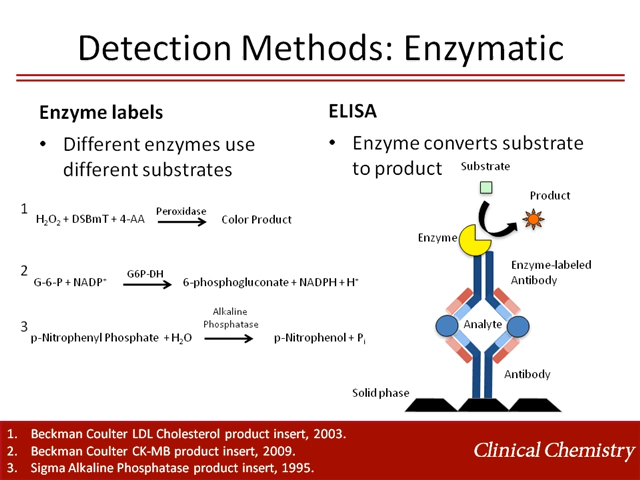 Detection Methods: Enzymatic
Enzyme labels
• Different enzymes use
different substrates
1
H₂O₂ + DSBmT + 4-AA
Peroxidase
Color Product
2
G-6-P + NADP⁺
G6P-DH
6-phosphogluconate + NADPH + H⁺
3
p-Nitrophenyl Phosphate + H₂O
Alkaline
Phosphatase
p-Nitrophenol + Pᵢ
ELISA
• Enzyme converts substrate
to product
Substrate
Product
Enzyme
Enzyme-labeled
Antibody
Analyte
Antibody
Solid phase
1. Beckman Coulter LDL Cholesterol product insert, 2003.
2. Beckman Coulter CK-MB product insert, 2009.
3. Sigma Alkaline Phosphatase product insert, 1995.
Clinical Chemistry